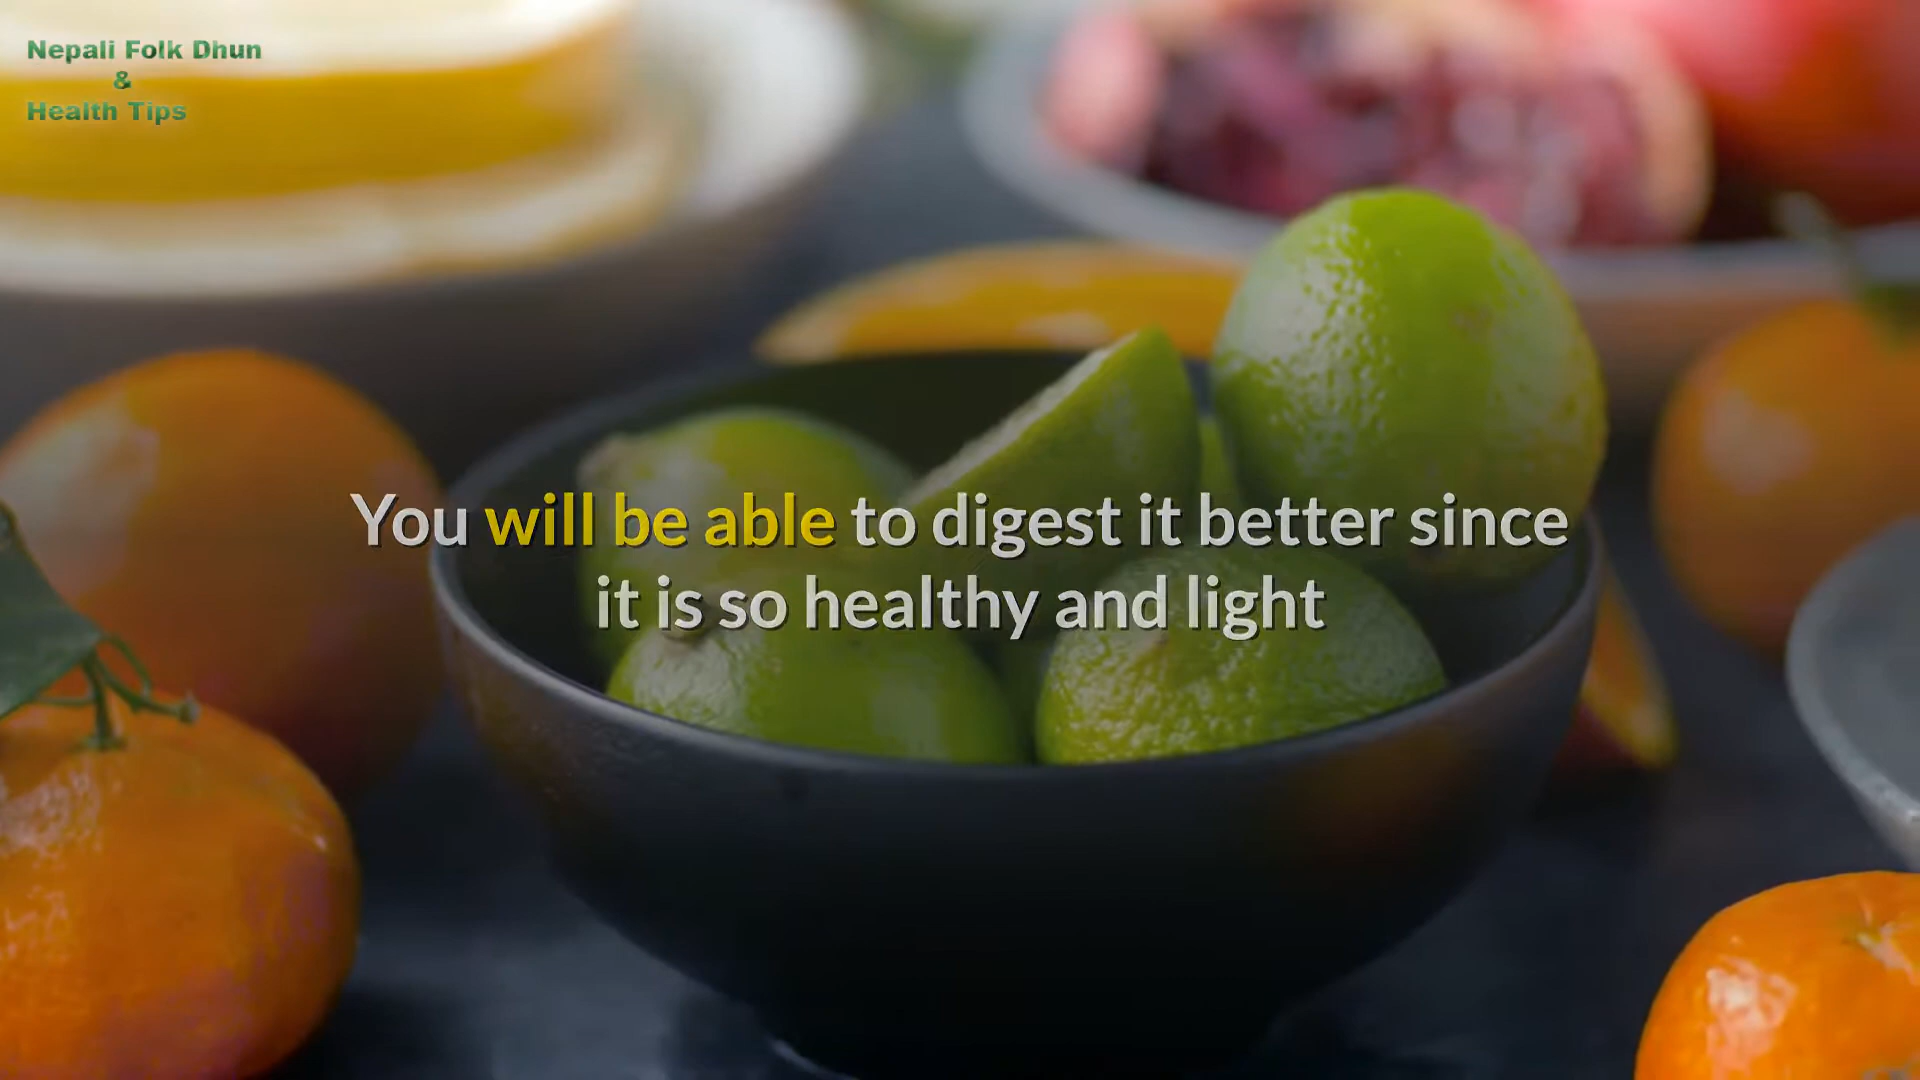 Nepali Folk Dhun
&
Health Tips
You will be able to digest it better since
it is so healthy and light